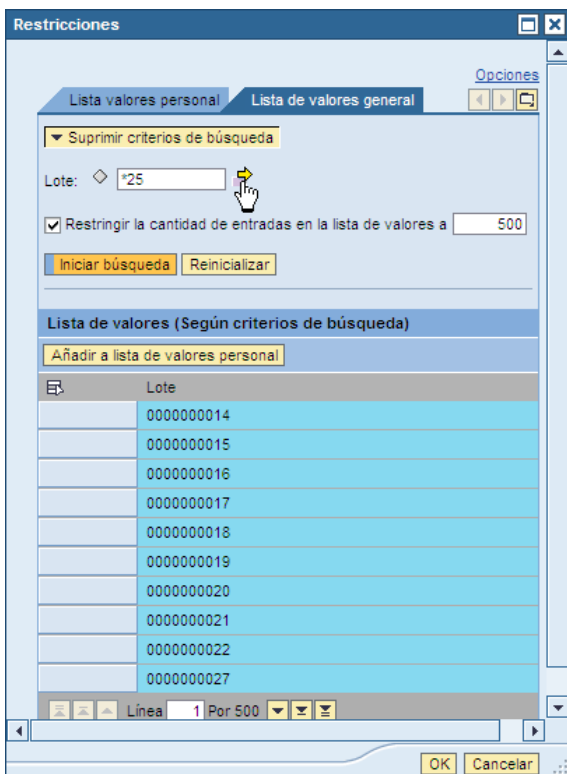 Restricciones
Opciones
Lista valores personal Lista de valores general
Suprimir criterios de búsqueda
Lote: *25
Restringir la cantidad de entradas en la lista de valores a 500
Iniciar búsqueda Reinicializar
Lista de valores (Según criterios de búsqueda)
Añadir a lista de valores personal
Lote
0000000014
0000000015
0000000016
0000000017
0000000018
0000000019
0000000020
0000000021
0000000022
0000000027
Línea 1 Por 500
OK Cancelar